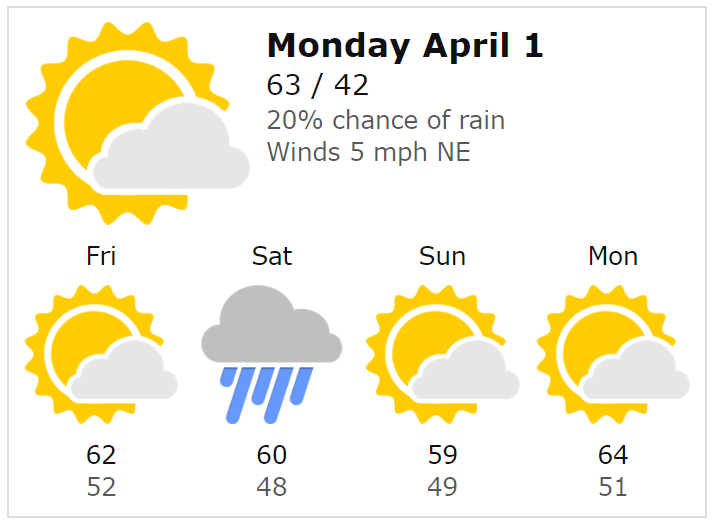 Monday April 1
63 / 42
20% chance of rain
Winds 5 mph NE
Fri Sat Sun Mon
62 60 59 64
52 48 49 51